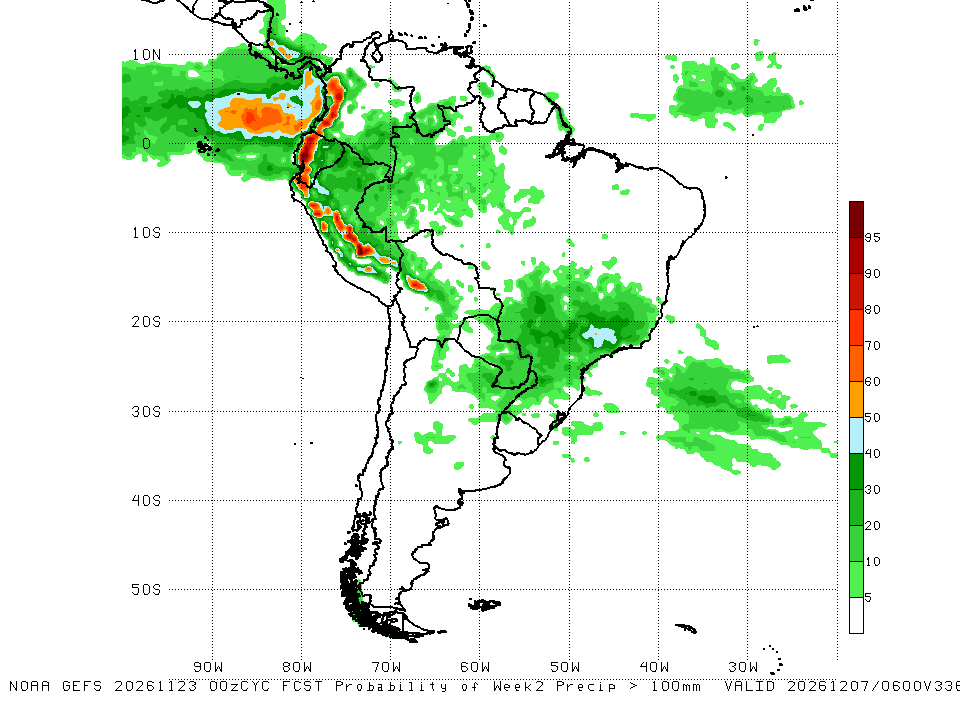 10N
0
10S
20S
30S
40S
50S
95
90
80
70
60
50
40
30
20
10
5
90W 80W 70W 60W 50W 40W 30W
NOAA GEFS 20261123 00zCYC FCST Probability of Week2 Precip > 100mm VALID 20261207/0600V336